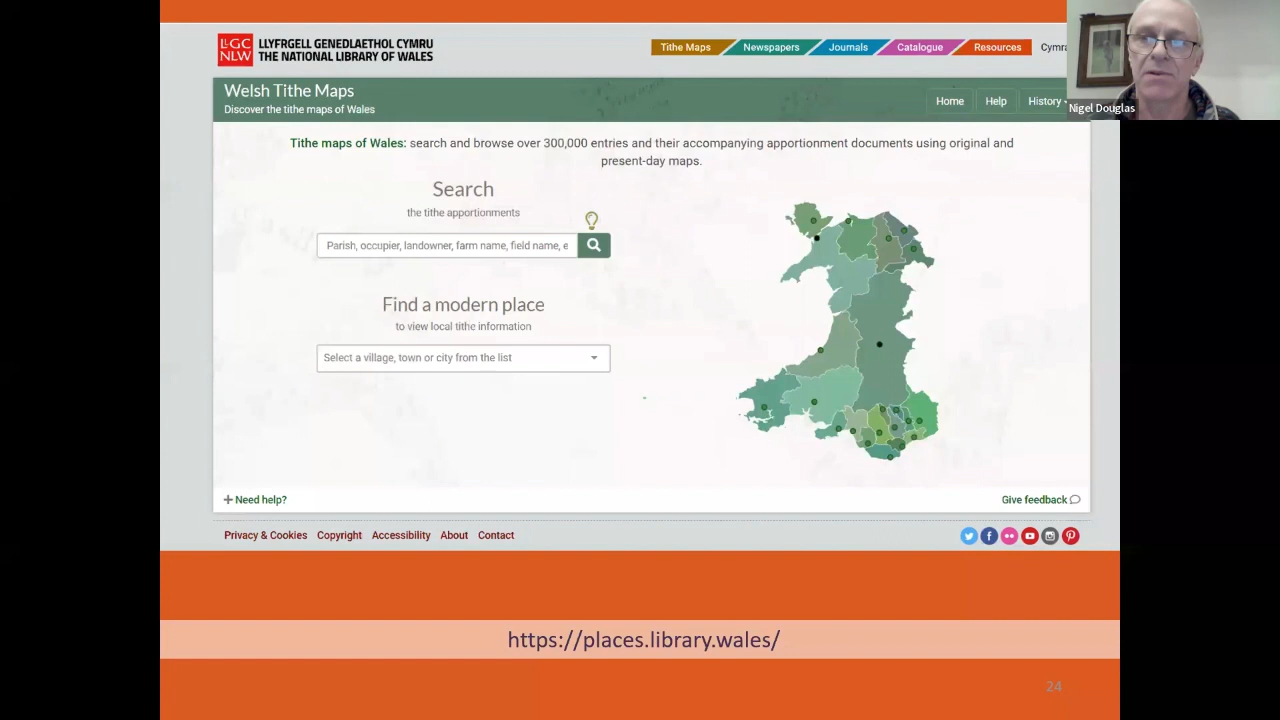 LLGC
NLW
LLYFRGELL GENEDLAETHOL CYMRU
THE NATIONAL LIBRARY OF WALES
Tithe Maps
Newspapers
Journals
Catalogue
Resources
Cymra
Nigel Douglas
Welsh Tithe Maps
Discover the tithe maps of Wales
Home
Help
History
Tithe maps of Wales: search and browse over 300,000 entries and their accompanying apportionment documents using original and
present-day maps.
Search
the tithe apportionments
Parish, occupier, landowner, farm name, field name, e
Find a modern place
to view local tithe information
Select a village, town or city from the list
Need help?
Give feedback
Privacy & Cookies
Copyright
Accessibility
About
Contact
https://places.library.wales/
24